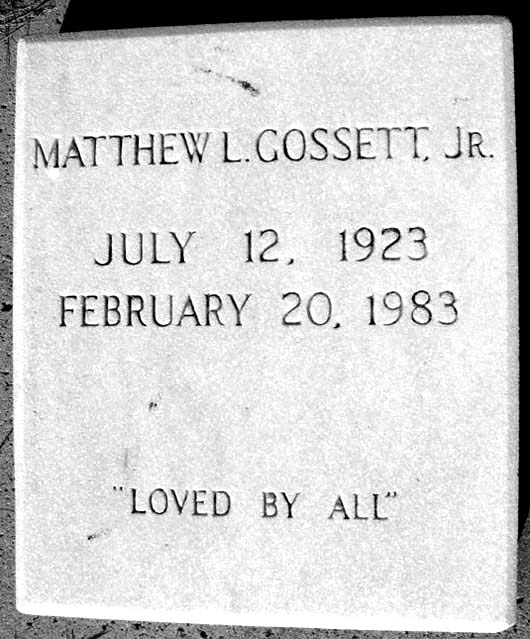 MATTHEW L. GOSSETT, JR.
JULY 12, 1923
FEBRUARY 20, 1983
"LOVED BY ALL"